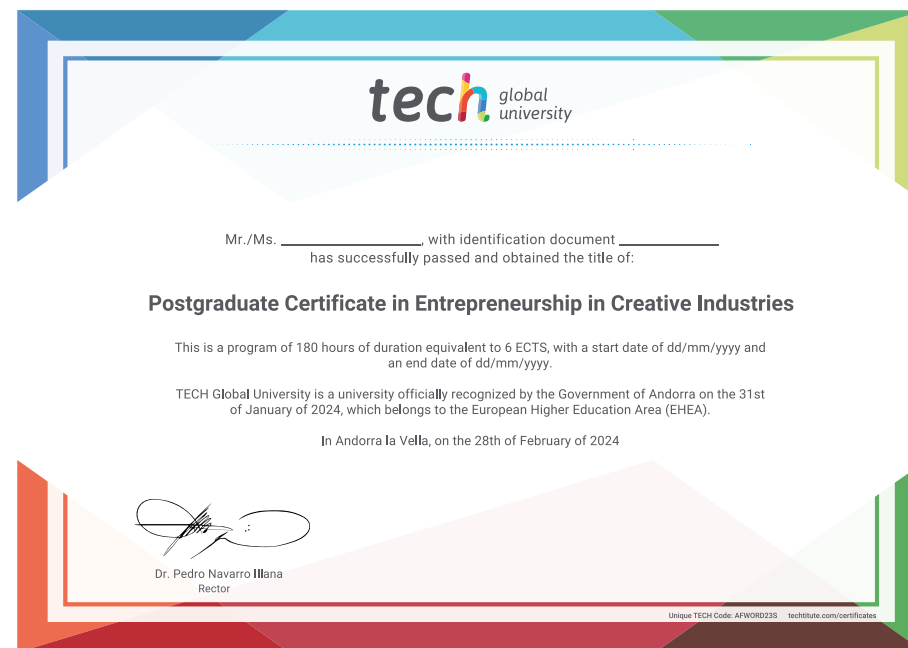 tech global
university
Mr./Ms. ____________, with identification document ____________
has successfully passed and obtained the title of:
Postgraduate Certificate in Entrepreneurship in Creative Industries
This is a program of 180 hours of duration equivalent to 6 ECTS, with a start date of dd/mm/yyyy and
an end date of dd/mm/yyyy.
TECH Global University is a university officially recognized by the Government of Andorra on the 31st
of January of 2024, which belongs to the European Higher Education Area (EHEA).
In Andorra la Vella, on the 28th of February of 2024
Dr. Pedro Navarro Illana
Rector
Unique TECH Code: AFWORD23S techtitute.com/certificates